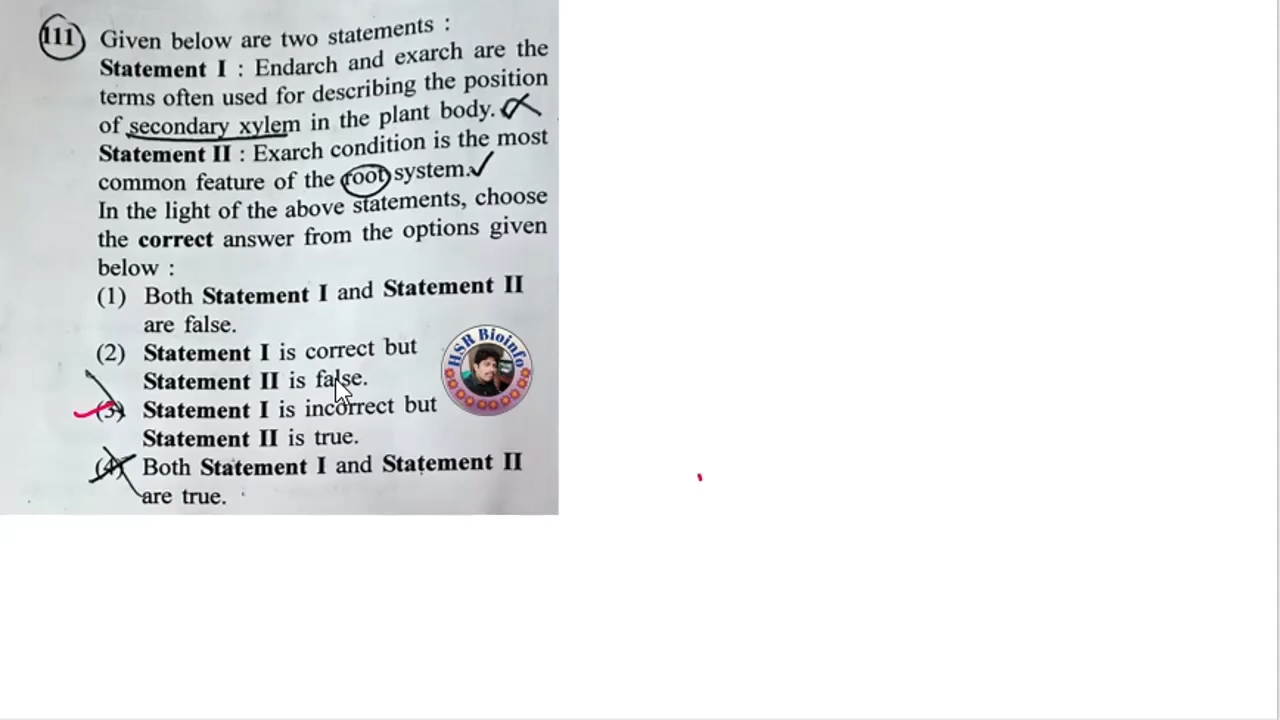 111 Given below are two statements :
Statement I : Endarch and exarch are the
terms often used for describing the position
of secondary xylem in the plant body.
Statement II : Exarch condition is the most
common feature of the root system.
In the light of the above statements, choose
the correct answer from the options given
below :
(1) Both Statement I and Statement II
are false.
(2) Statement I is correct but
Statement II is false.
(3) Statement I is incorrect but
Statement II is true.
(4) Both Statement I and Statement II
are true.
HSR Bioinfo